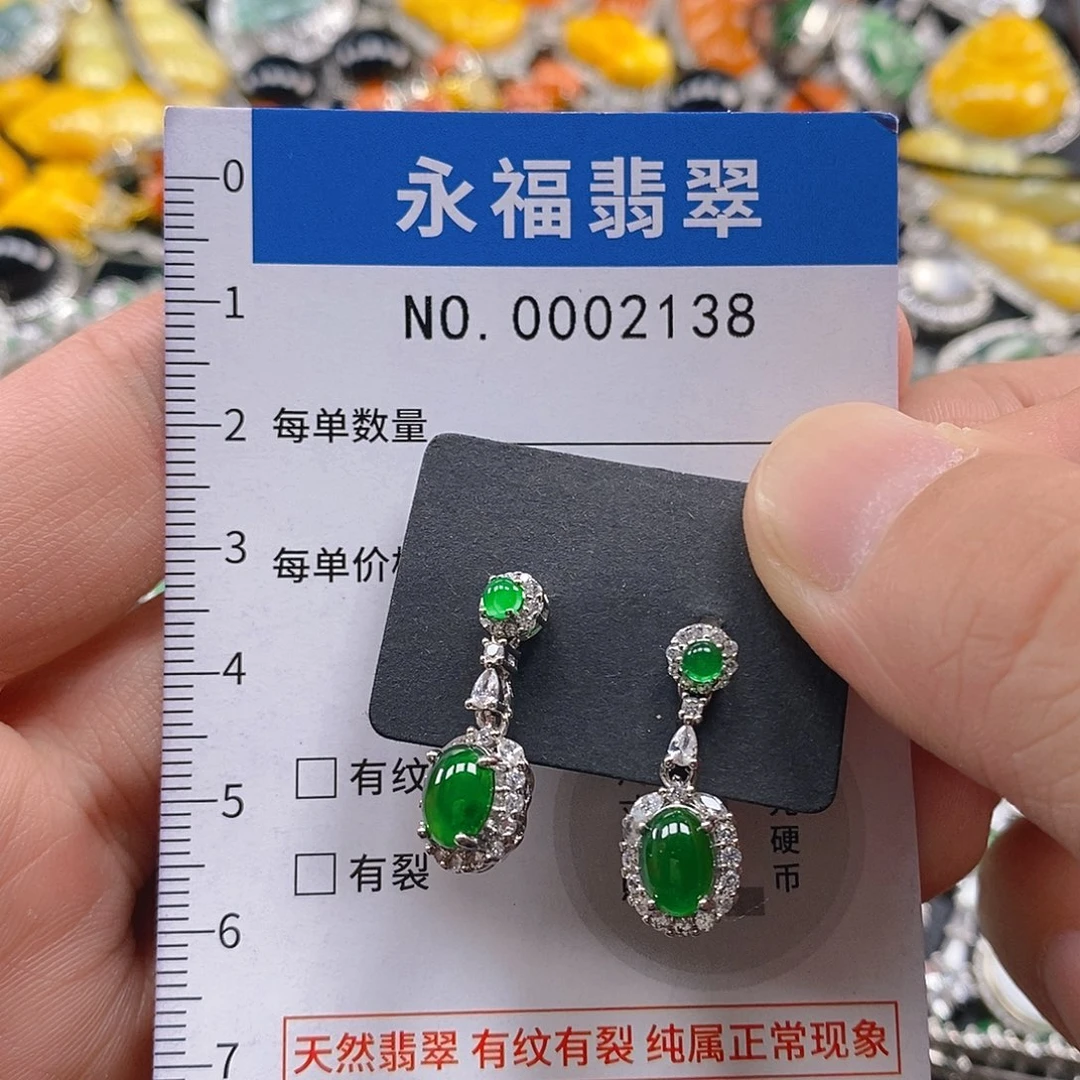 永福翡翠
NO.0002138
0
1
2
3
4
5
6
7
每单数量
每单价
有纹
有裂
硬
币
天然翡翠 有纹有裂 纯属正常现象